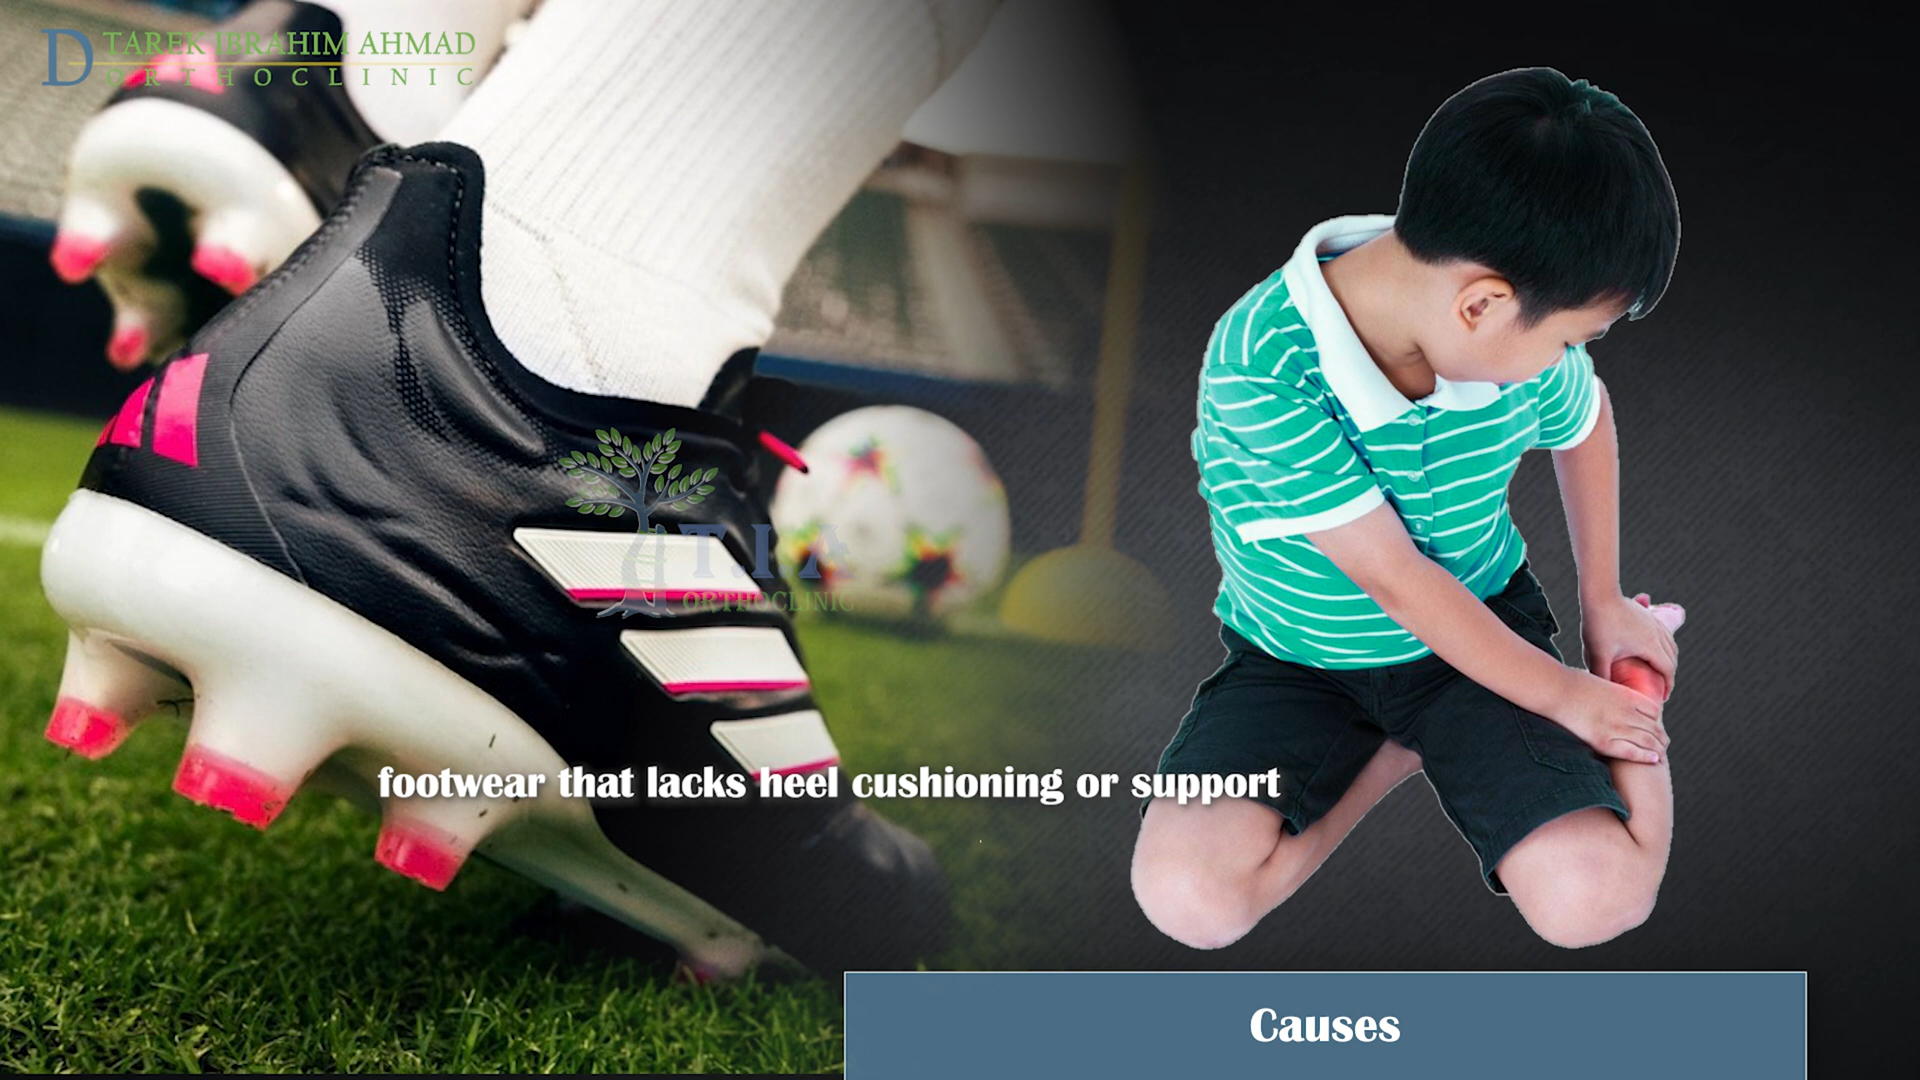 D TAREK IBRAHIM AHMAD
ORTHOCLINIC
T.I.A
ORTHOCLINIC
footwear that lacks heel cushioning or support
Causes